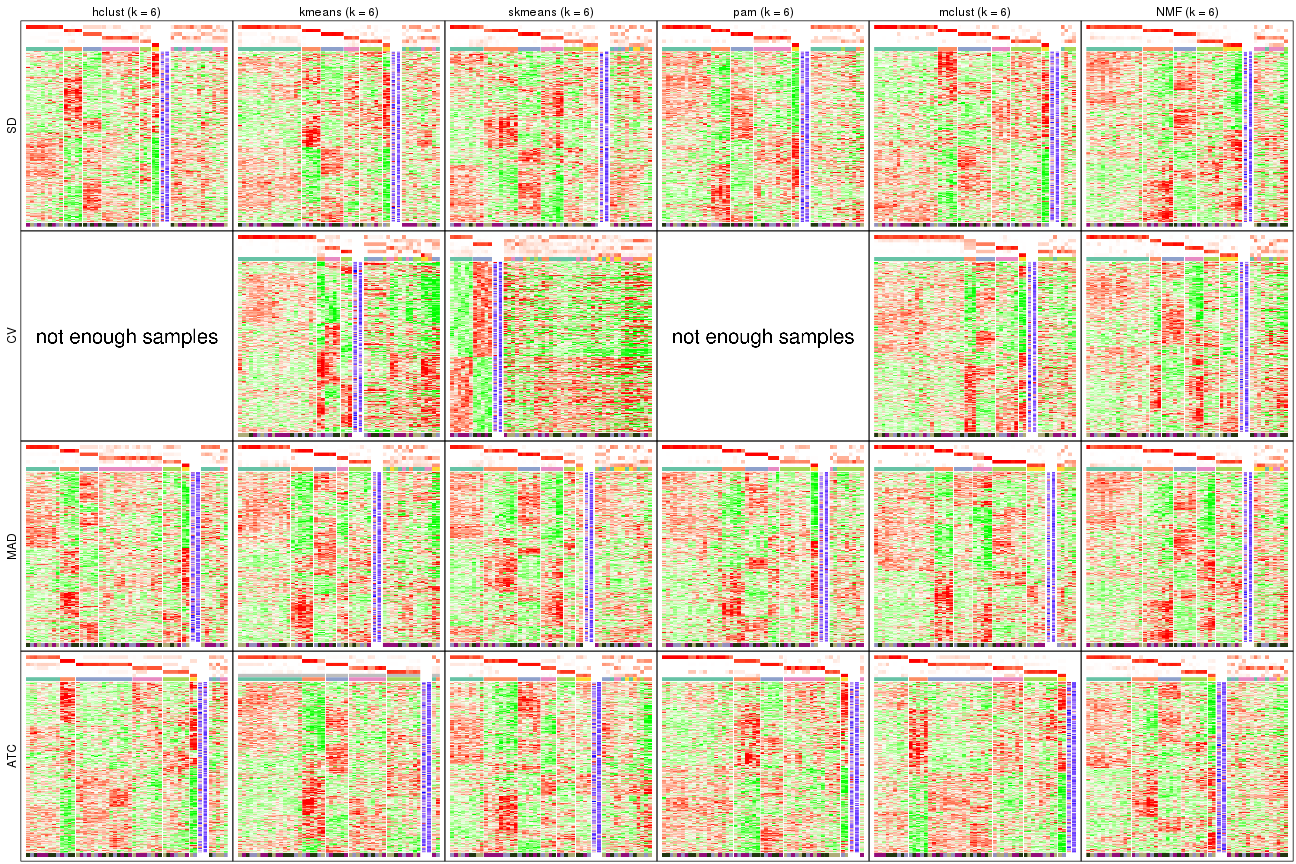 hclust (k = 6) kmeans (k = 6) skmeans (k = 6) pam (k = 6) mclust (k = 6) NMF (k = 6)
SD
CV
not enough samples not enough samples
MAD
ATC